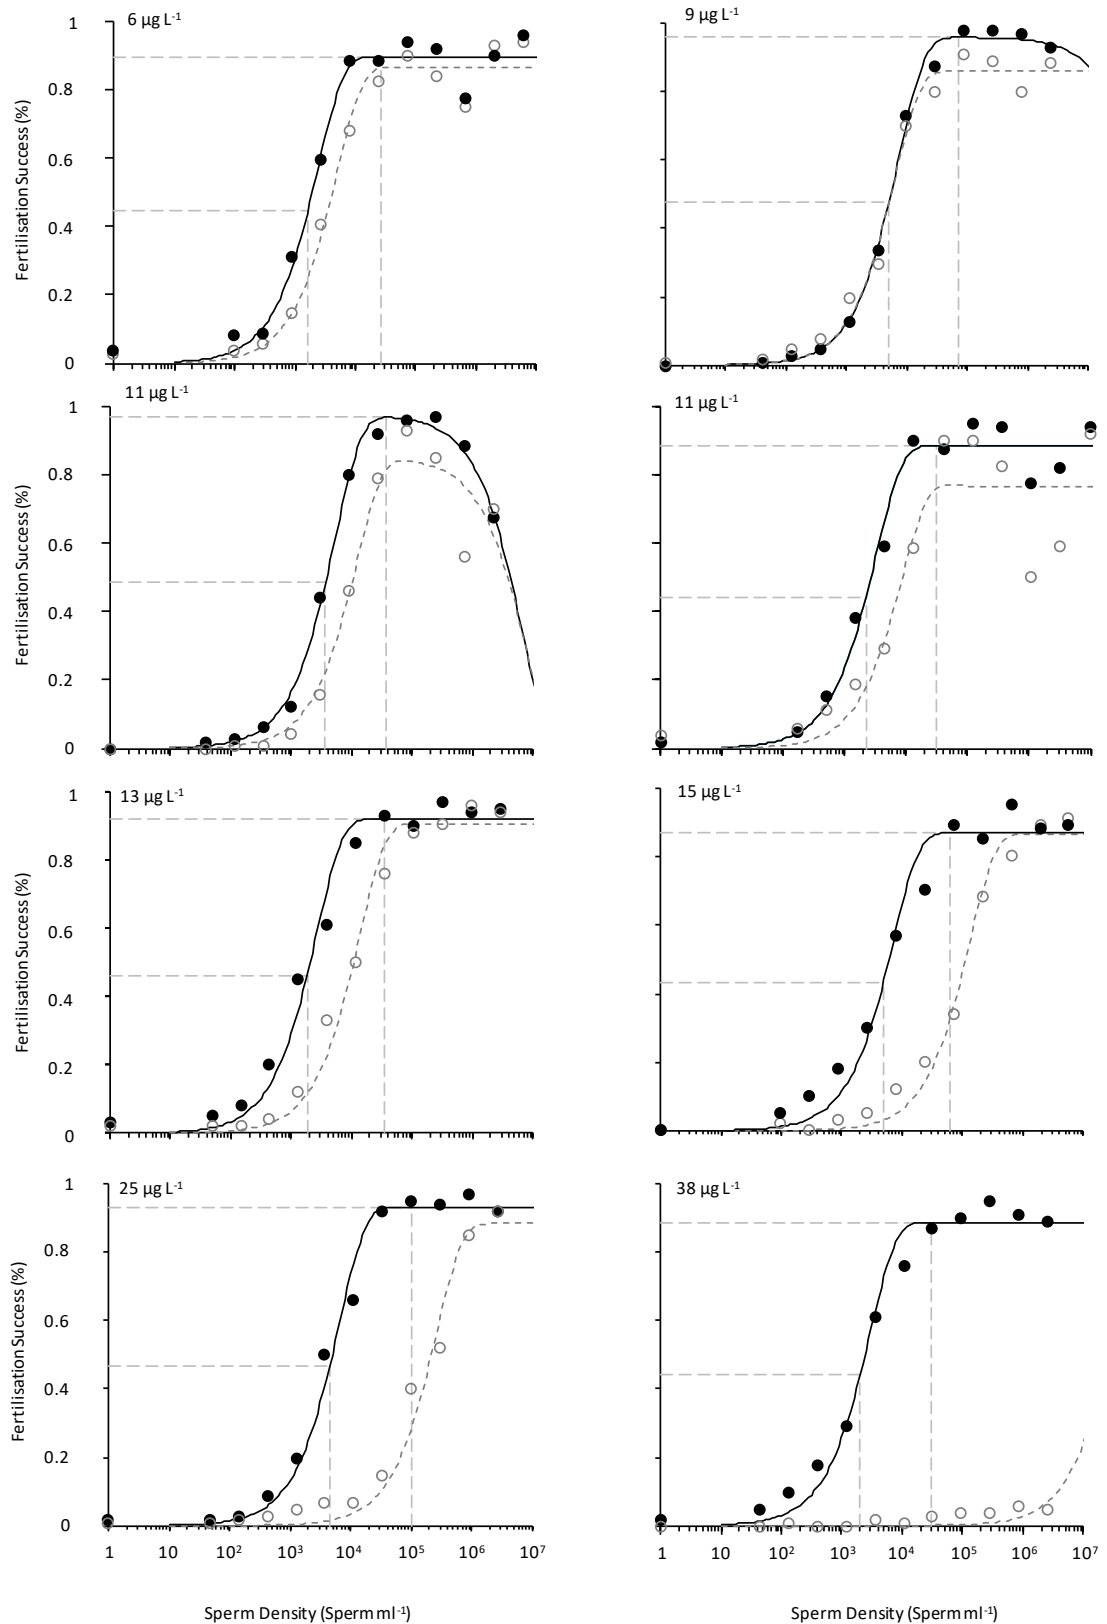 6 µg L-1
1
0.8
0.6
0.4
0.2
0
Fertilisation Success (%)
9 µg L-1
11 µg L-1
1
0.8
0.6
0.4
0.2
0
Fertilisation Success (%)
11 µg L-1
13 µg L-1
1
0.8
0.6
0.4
0.2
0
Fertilisation Success (%)
15 µg L-1
25 µg L-1
1
0.8
0.6
0.4
0.2
0
Fertilisation Success (%)
1 10 10² 10³ 10⁴ 10⁵ 10⁶ 10⁷
Sperm Density (Sperm ml-1)
38 µg L-1
1 10 10² 10³ 10⁴ 10⁵ 10⁶ 10⁷
Sperm Density (Sperm ml-1)